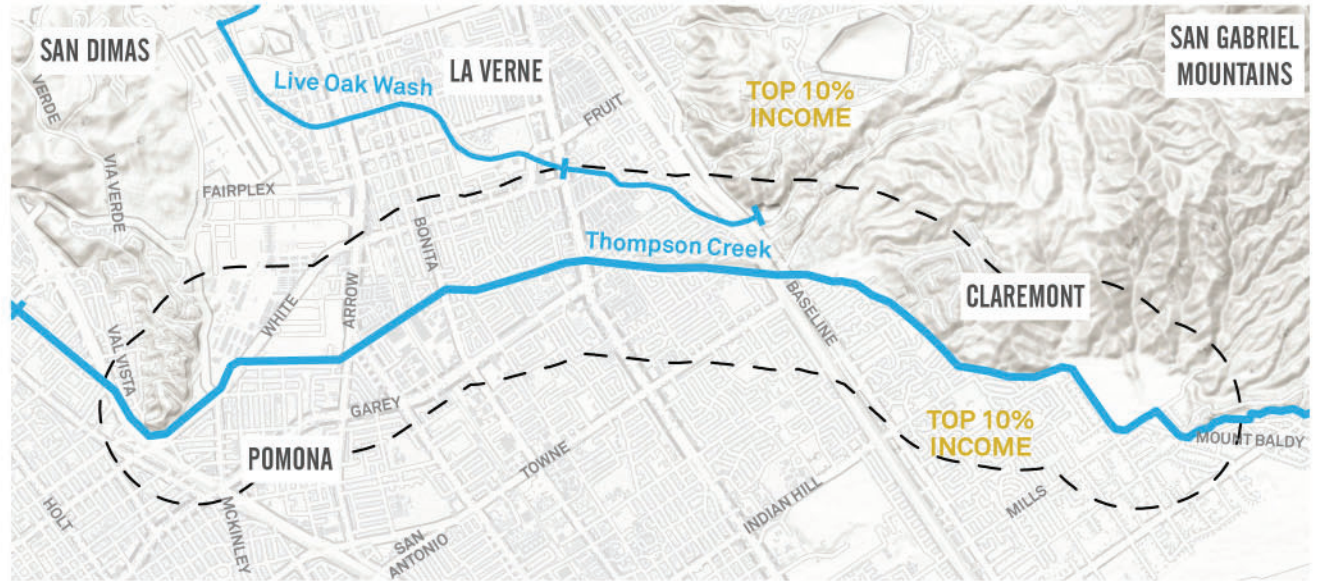 SAN DIMAS
LA VERNE
SAN GABRIEL
MOUNTAINS
Live Oak Wash
TOP 10%
INCOME
VERDE
FRUIT
VIA VERDE
FAIRPLEX
BONITA
Thompson Creek
WHITE
ARROW
BASELINE
CLAREMONT
VAL VISTA
GAREY
TOP 10%
INCOME
MOUNT BALDY
POMONA
TOWNE
INDIAN HILL
MILLS
HOLT
MCKINLEY
SAN
ANTONIO